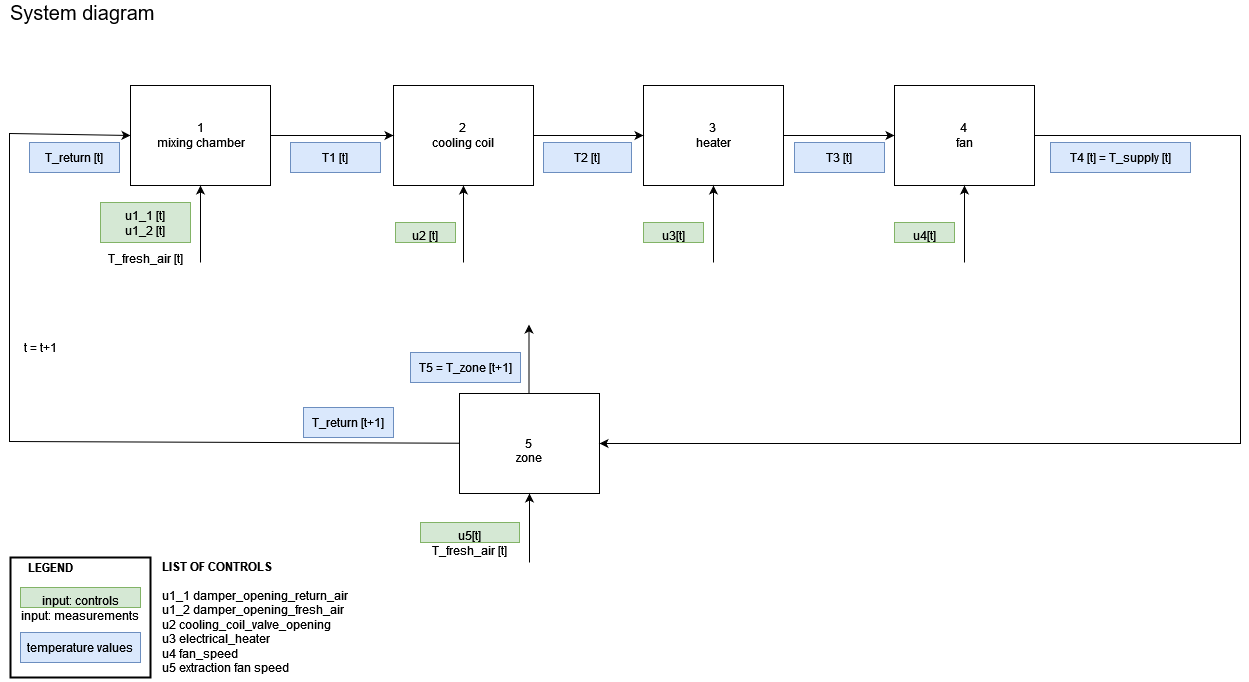 System diagram
1
mixing chamber
2
cooling coil
3
heater
4
fan
T_return [t]
T1 [t]
T2 [t]
T3 [t]
T4 [t] = T_supply [t]
u1_1 [t]
u1_2 [t]
T_fresh_air [t]
u2 [t]
u3[t]
u4[t]
t = t+1
T5 = T_zone [t+1]
T_return [t+1]
5
zone
u5[t]
T_fresh_air [t]
LEGEND
input: controls
input: measurements
temperature values
LIST OF CONTROLS
u1_1 damper_opening_return_air
u1_2 damper_opening_fresh_air
u2 cooling_coil_valve_opening
u3 electrical_heater
u4 fan_speed
u5 extraction fan speed